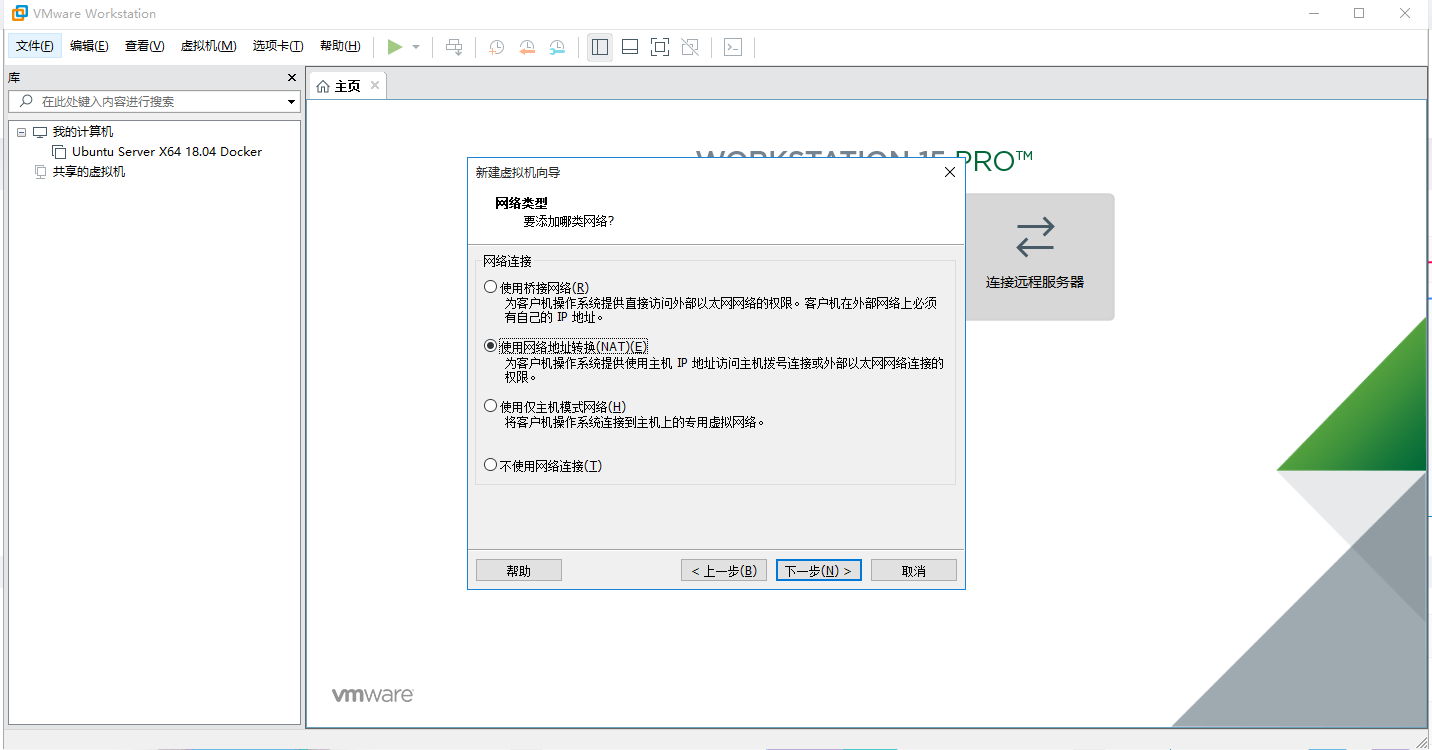 VMware Workstation
文件(F) 编辑(E) 查看(V) 虚拟机(M) 选项卡(T) 帮助(H)
库
在此处键入内容进行搜索
我的计算机
Ubuntu Server X64 18.04 Docker
共享的虚拟机
主页
WORKSTATION 15 PRO™
连接远程服务器
新建虚拟机向导
网络类型
要添加哪类网络?
网络连接
使用桥接网络(R)
为客户机操作系统提供直接访问外部以太网网络的权限。客户机在外部网络上必须
有自己的 IP 地址。
使用网络地址转换(NAT)(E)
为客户机操作系统提供使用主机 IP 地址访问主机拨号连接或外部以太网网络连接的
权限。
使用仅主机模式网络(H)
将客户机操作系统连接到主机上的专用虚拟网络。
不使用网络连接(T)
帮助 < 上一步(B) 下一步(N) > 取消
vmware